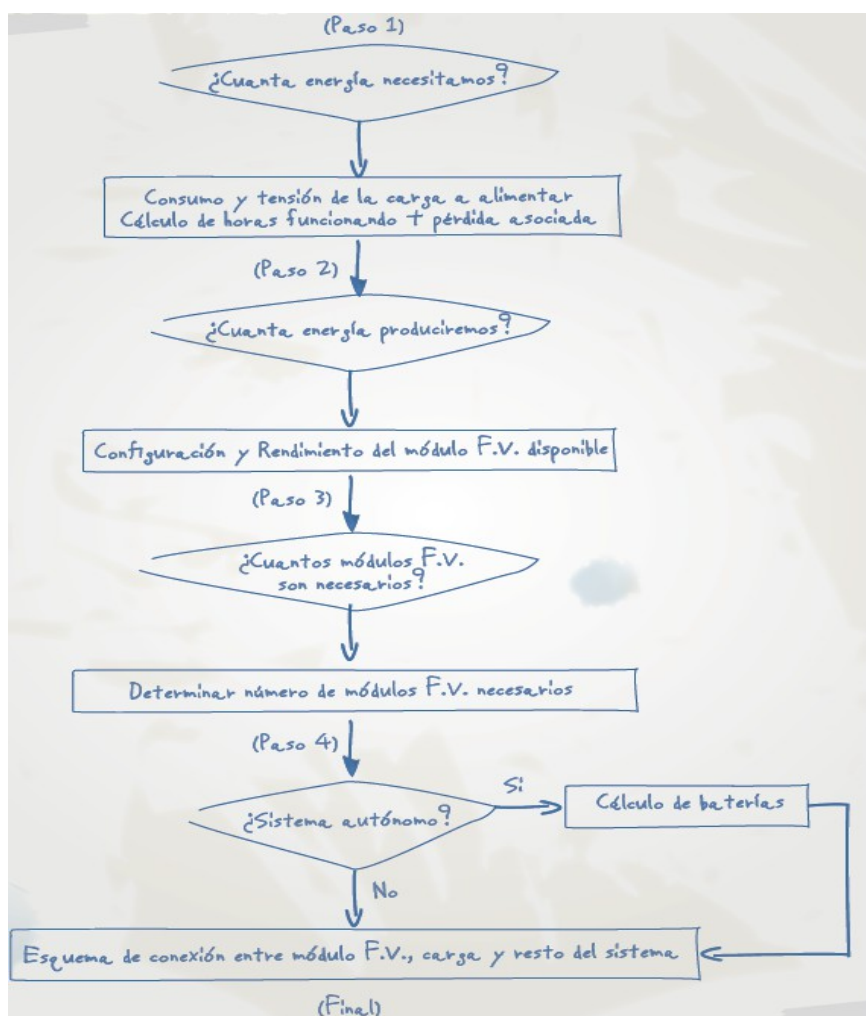 (Paso 1)
¿Cuanta energía necesitamos?
Consumo y tensión de la carga a alimentar
Cálculo de horas funcionando + pérdida asociada
(Paso 2)
¿Cuanta energía produciremos?
Configuración y Rendimiento del módulo F.V. disponible
(Paso 3)
¿Cuantos módulos F.V.
son necesarios?
Determinar número de módulos F.V. necesarios
(Paso 4)
¿Sistema autónomo?
Si
Cálculo de baterías
No
Esquema de conexión entre módulo F.V., carga y resto del sistema
(Final)